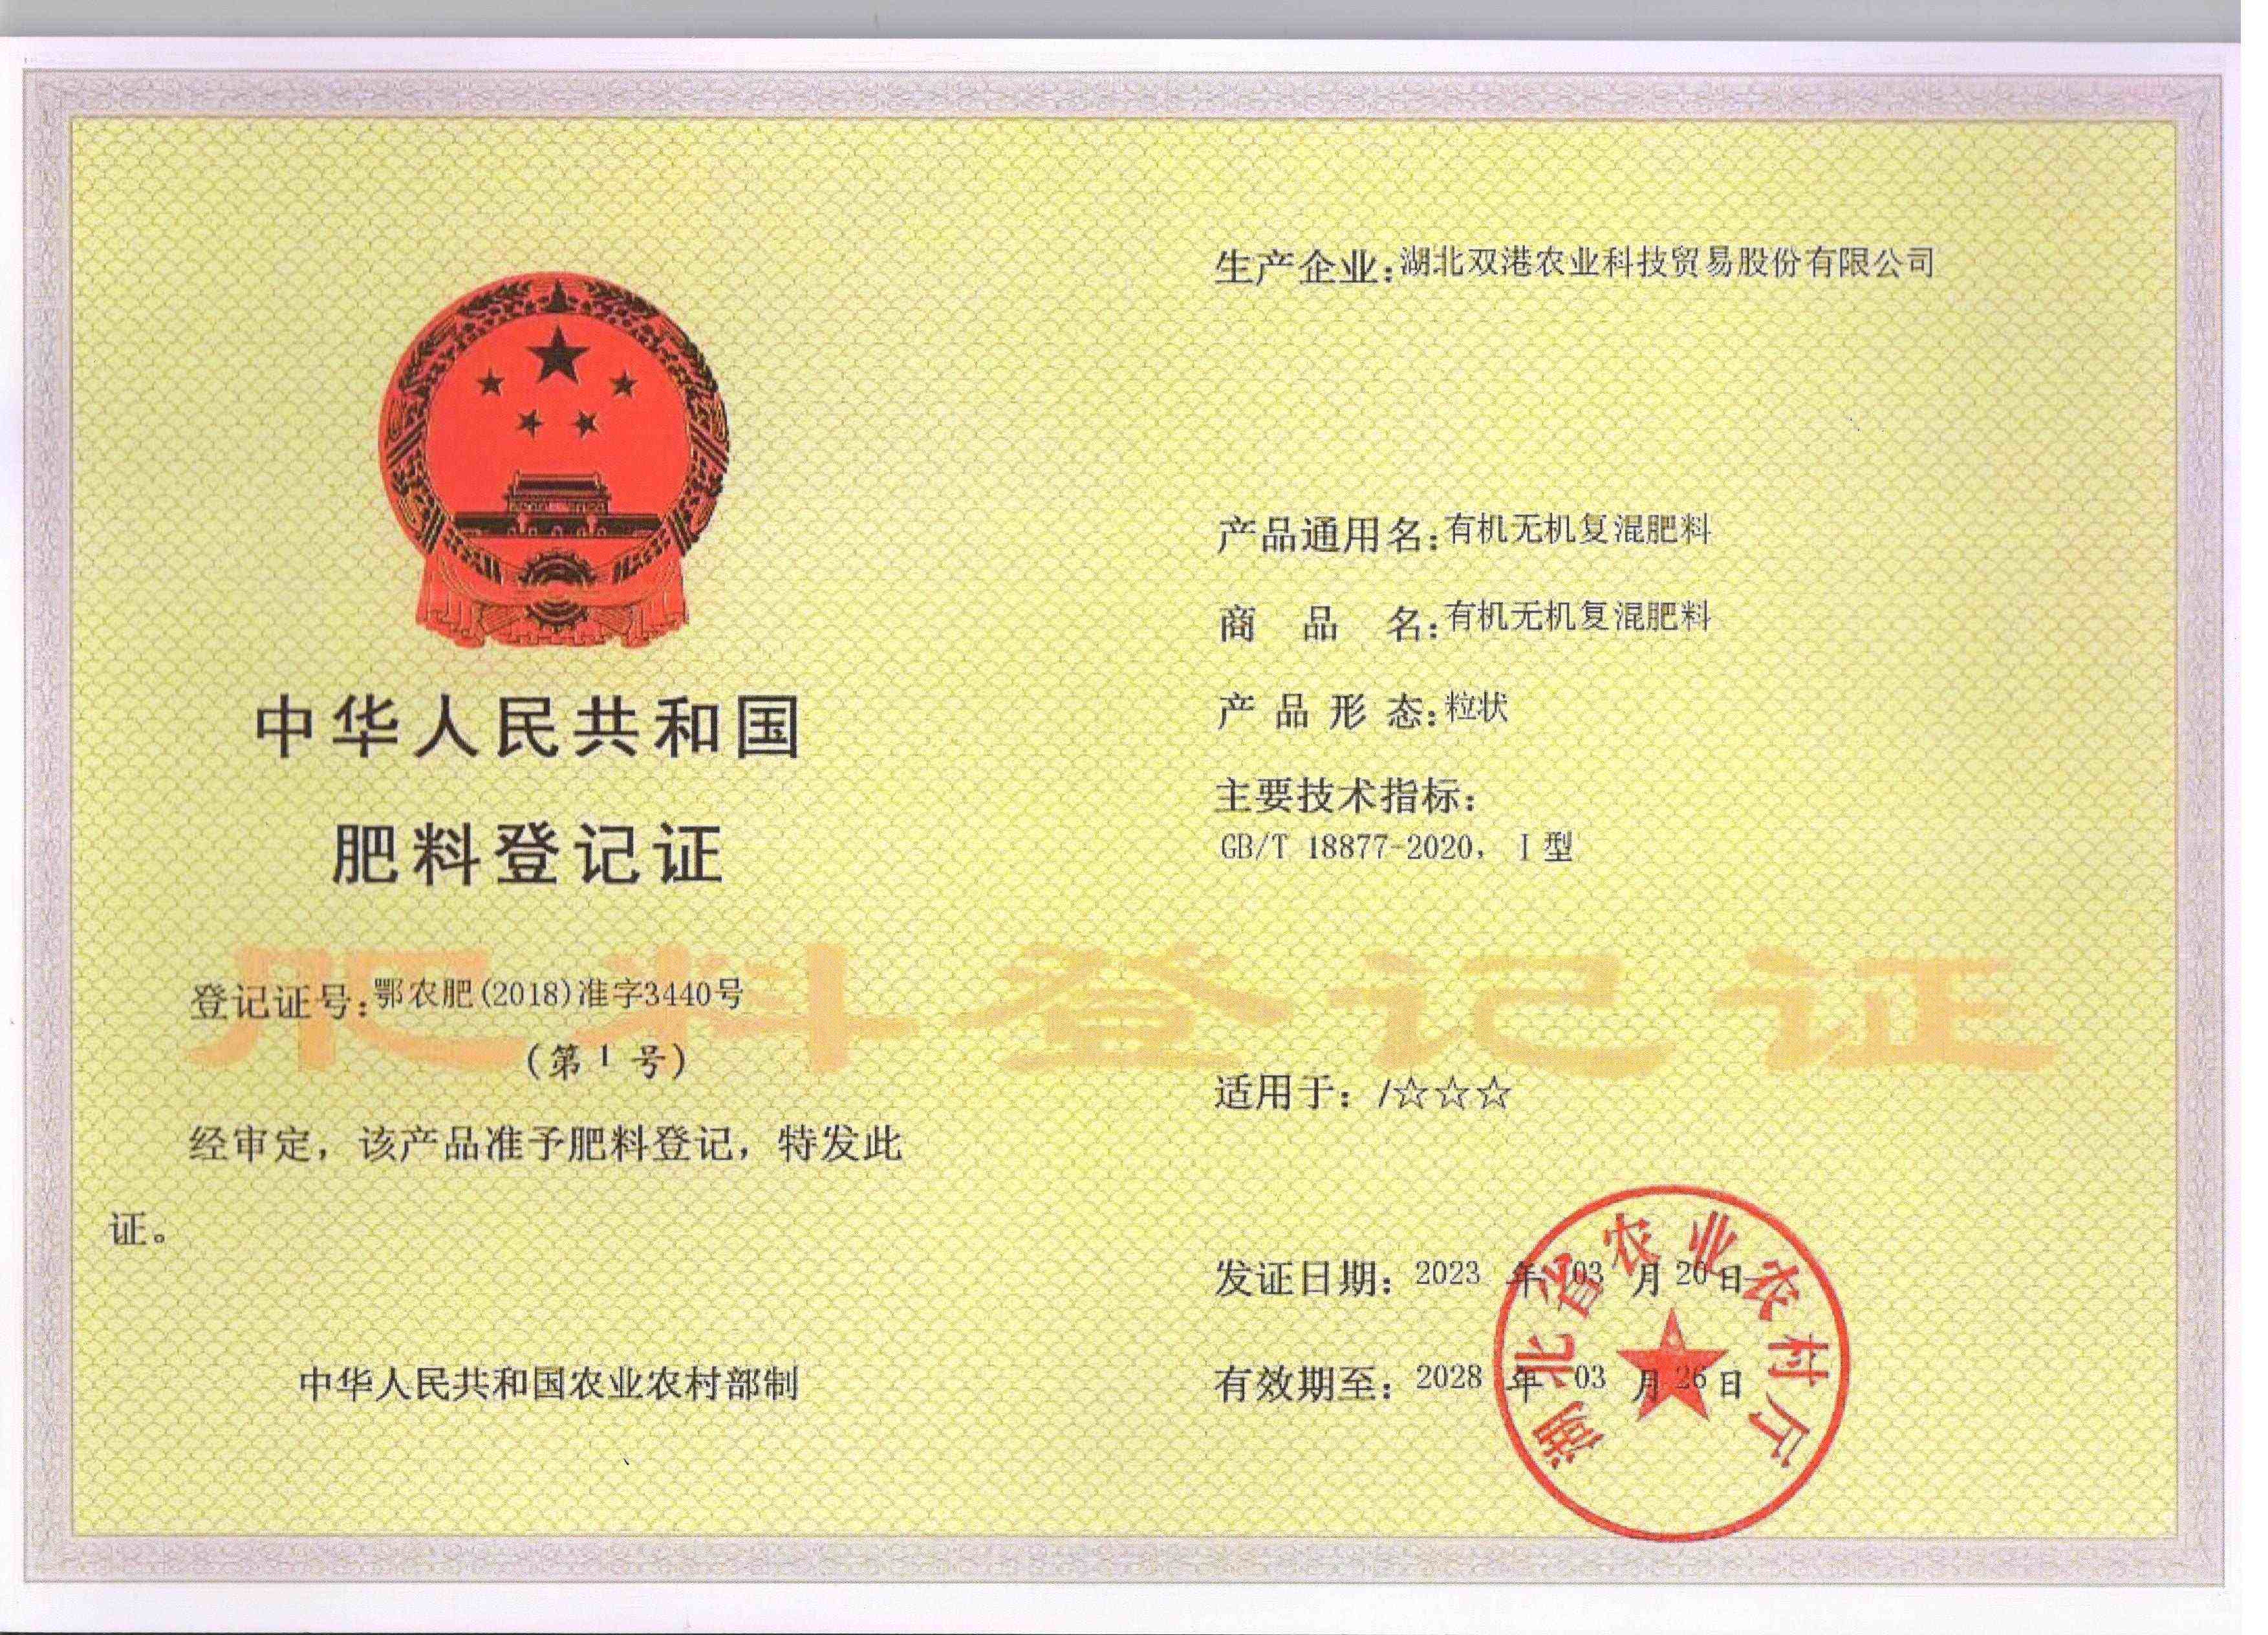 中华人民共和国
肥料登记证
肥料登记证
登记证号:鄂农肥(2018)准字3440号
(第 1 号)
经审定，该产品准予肥料登记，特发此
证。
中华人民共和国农业农村部制
生产企业:湖北双港农业科技贸易股份有限公司
产品通用名:有机无机复混肥料
商 品 名:有机无机复混肥料
产 品 形 态:粒状
主要技术指标:
GB/T 18877-2020, Ⅰ型
适用于: /☆☆☆
发证日期: 2023 年 03 月 20 日
有效期至: 2028 年 03 月 26 日
湖北省农业农村厅